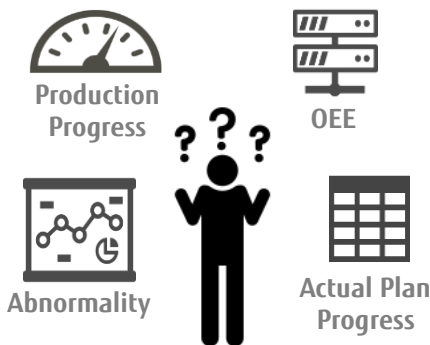 Production
Progress
OEE
? ? ?
Abnormality
Actual Plan
Progress